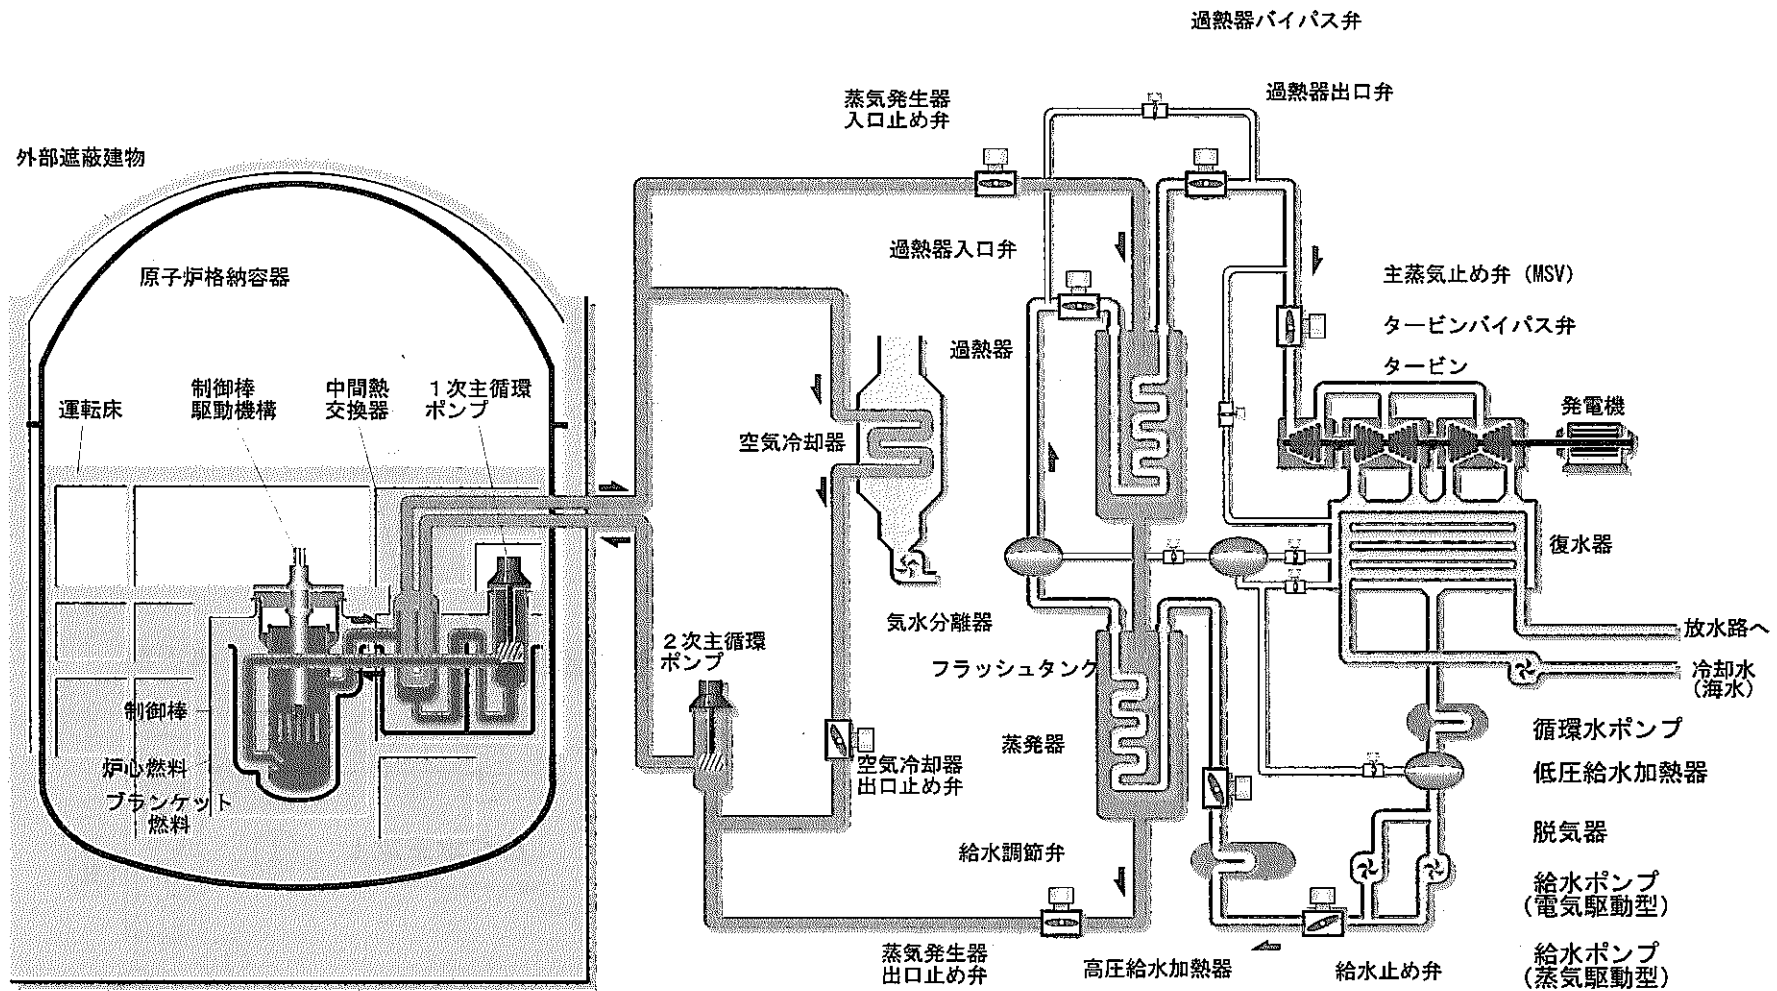 過熱器バイパス弁
過熱器出口弁
蒸気発生器
入口止め弁
外部遮蔽建物
過熱器入口弁
原子炉格納容器
主蒸気止め弁 (MSV)
タービンバイパス弁
過熱器
タービン
制御棒
駆動機構
中間熱
交換器
1次主循環
ポンプ
運転床
発電機
空気冷却器
復水器
気水分離器
放水路へ
2次主循環
ポンプ
フラッシュタンク
冷却水
(海水)
制御棒
循環水ポンプ
蒸発器
炉心燃料
空気冷却器
出口止め弁
低圧給水加熱器
ブランケット
燃料
脱気器
給水調節弁
給水ポンプ
(電気駆動型)
蒸気発生器
出口止め弁
高圧給水加熱器
給水止め弁
給水ポンプ
(蒸気駆動型)